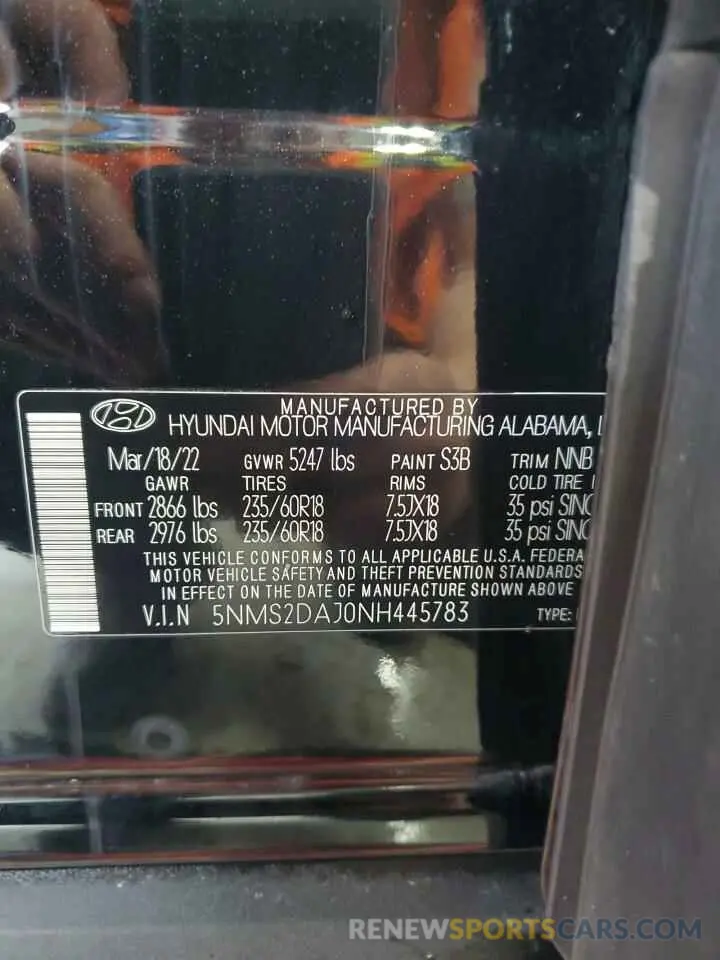 MANUFACTURED BY
HYUNDAI MOTOR MANUFACTURING ALABAMA,
Mar/18/22 GVWR 5247 lbs PAINT S3B TRIM NNB
GAWR TIRES RIMS COLD TIRE
FRONT 2866 lbs 235/60R18 7.5JX18 35 psi SINC
REAR 2976 lbs 235/60R18 7.5JX18 35 psi SINC
THIS VEHICLE CONFORMS TO ALL APPLICABLE U.S.A. FEDERA
MOTOR VEHICLE SAFETY AND THEFT PREVENTION STANDARDS
IN EFFECT ON THE DATE OF MANUFACTURE SHOWN ABOVE
V.I.N 5NMS2DAJ0NH445783 TYPE:
RENEWSPORTSCARS.COM